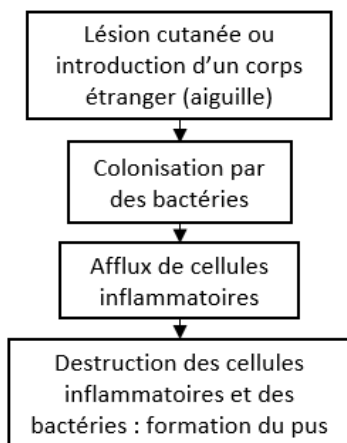 Lésion cutanée ou
introduction d'un corps
étranger (aiguille)
Colonisation par
des bactéries
Afflux de cellules
inflammatoires
Destruction des cellules
inflammatoires et des
bactéries : formation du pus